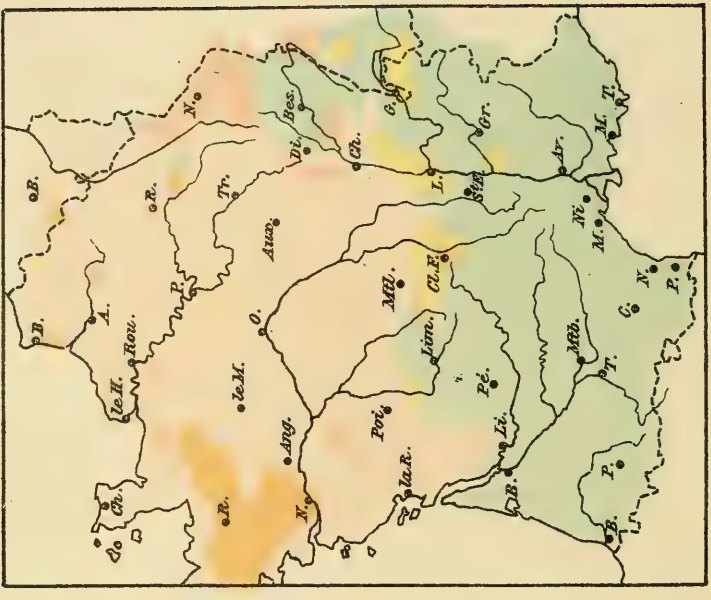 B.
B.
A.
Ch.
le H.
Rou.
R.
P.
N.
R.
le M.
Tr.
O.
Aux.
Ang.
Di.
Bes.
N.
Ch.
Poi.
Mtl.
G.
la R.
Lim.
Cl.F.
L.
St.E.
Gr.
Pé.
Li.
B.
Mtb.
Ar.
Ni
M.
M.
T.
B.
P.
T.
C.
N.
P.